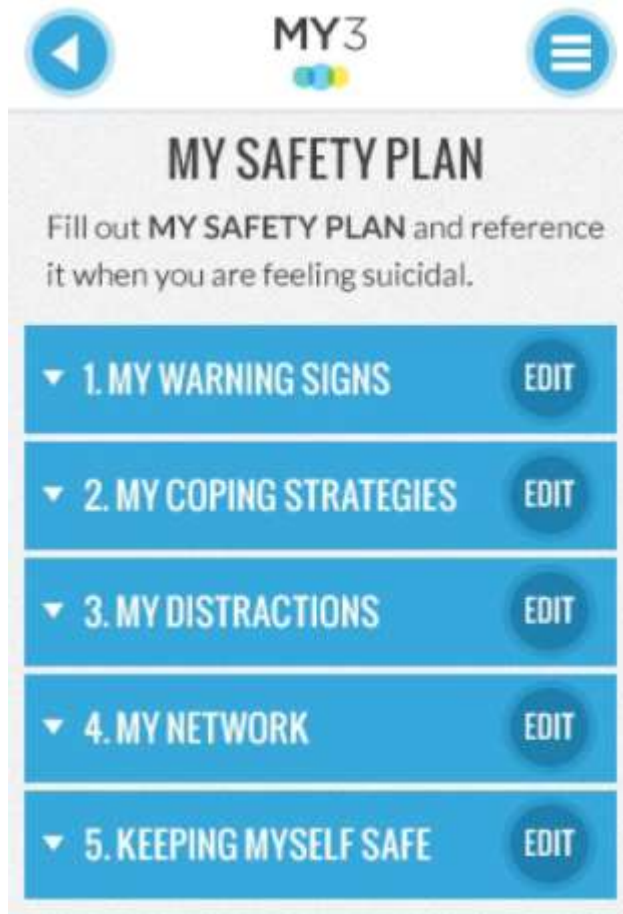 MY3
MY SAFETY PLAN
Fill out MY SAFETY PLAN and reference
it when you are feeling suicidal.
1. MY WARNING SIGNS EDIT
2. MY COPING STRATEGIES EDIT
3. MY DISTRACTIONS EDIT
4. MY NETWORK EDIT
5. KEEPING MYSELF SAFE EDIT